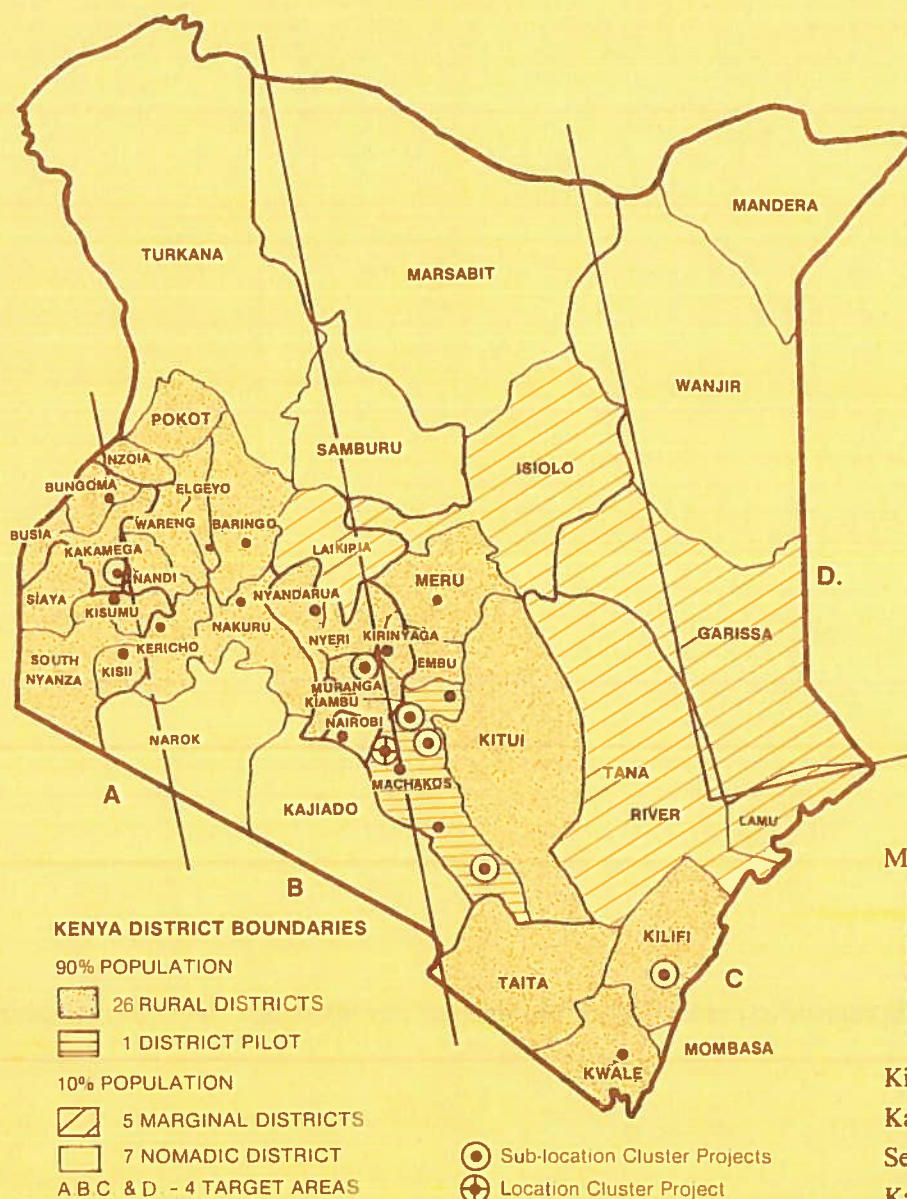 MANDERA
TURKANA
MARSABIT
WANJIR
POKOT
SAMBURU
ISIOLO
NZOIA
BUNGOMA
ELGEYO
WARENG
BARINGO
BUSIA
KAKAMEGA
LAIKIPIA
NANDI
MERU
D.
SIAYA
NYANDARUA
KISUMU
NAKURU
NYERI
KIRINYAGA
GARISSA
KERICHO
SOUTH
NYANZA
KISII
EMBU
MURANGA
KIAMBU
NAIROBI
KITUI
NAROK
TANA
RIVER
MACHAKOS
A
KAJIADO
LAMU
M
B
KENYA DISTRICT BOUNDARIES
90% POPULATION
26 RURAL DISTRICTS
1 DISTRICT PILOT
10% POPULATION
5 MARGINAL DISTRICTS
7 NOMADIC DISTRICT
A.B.C. & D. - 4 TARGET AREAS
KILIFI
TAITA
C
MOMBASA
KWALE
Sub-location Cluster Projects
Location Cluster Project
Ki
Ka
Se